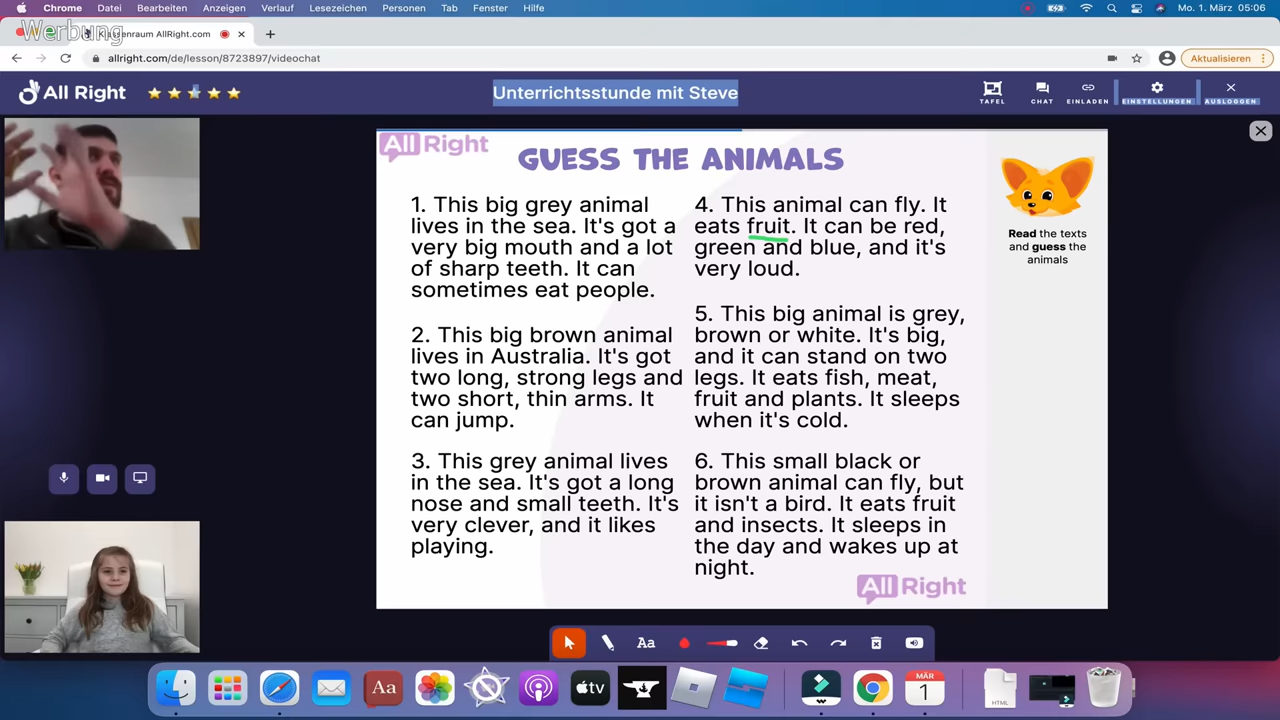 Chrome Datei Bearbeiten Anzeigen Verlauf Lesezeichen Personen Tab Fenster Hilfe Mo. 1. März 05:06
Werbung
Klassenraum AllRight.com
allright.com/de/lesson/8723897/videochat Aktualisieren
All Right Unterrichtsstunde mit Steve TAFEL CHAT EINLADEN EINSTELLUNGEN AUSLOGGEN
All Right
GUESS THE ANIMALS
1. This big grey animal
lives in the sea. It's got a
very big mouth and a lot
of sharp teeth. It can
sometimes eat people.
2. This big brown animal
lives in Australia. It's got
two long, strong legs and
two short, thin arms. It
can jump.
3. This grey animal lives
in the sea. It's got a long
nose and small teeth. It's
very clever, and it likes
playing.
4. This animal can fly. It
eats fruit. It can be red,
green and blue, and it's
very loud.
5. This big animal is grey,
brown or white. It's big,
and it can stand on two
legs. It eats fish, meat,
fruit and plants. It sleeps
when it's cold.
6. This small black or
brown animal can fly, but
it isn't a bird. It eats fruit
and insects. It sleeps in
the day and wakes up at
night.
All Right
Read the texts
and guess the
animals
Aa
Aa tv MÄR
1 HTML